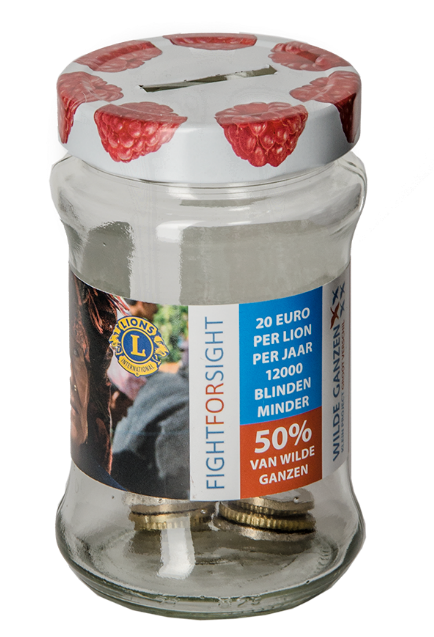 LIONS
L
INTERNATIONAL
FIGHTFORSIGHT
20 EURO
PER LION
PER JAAR
12000
BLINDEN
MINDER
50%
VAN WILDE
GANZEN
WILDE GANZEN